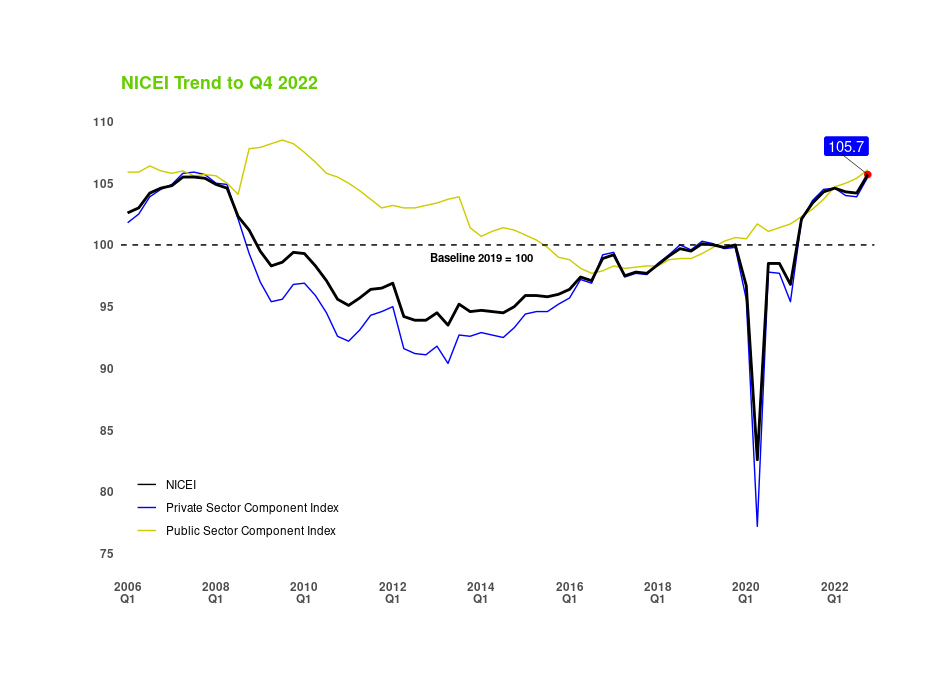 NICEI Trend to Q4 2022
110
105.7
105
100
Baseline 2019 = 100
95
90
85
80
75
NICEI
Private Sector Component Index
Public Sector Component Index
2006 2008 2010 2012 2014 2016 2018 2020 2022
Q1 Q1 Q1 Q1 Q1 Q1 Q1 Q1 Q1